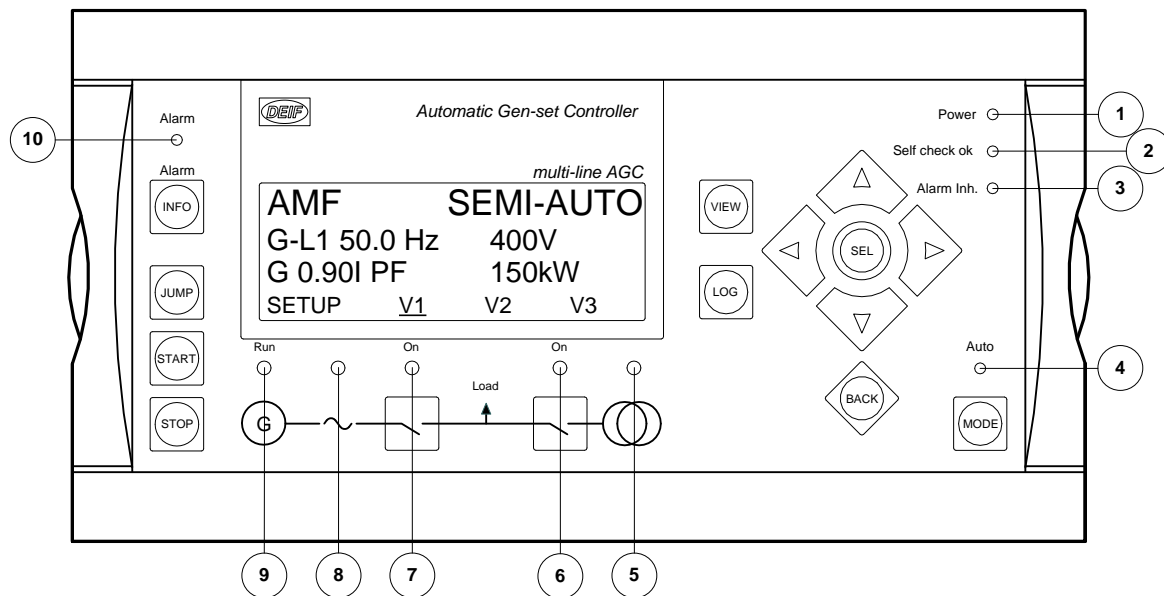 DEIF
Automatic Gen-set Controller
multi-line AGC
AMF SEMI-AUTO
G-L1 50.0 Hz 400V
G 0.90I PF 150kW
SETUP V1 V2 V3
Alarm
10
Alarm
INFO
JUMP
START
STOP
VIEW
LOG
SEL
BACK
Power
1
Self check ok
2
Alarm Inh.
3
Auto
4
MODE
Run
On
On
Load
G
9
8
7
6
5